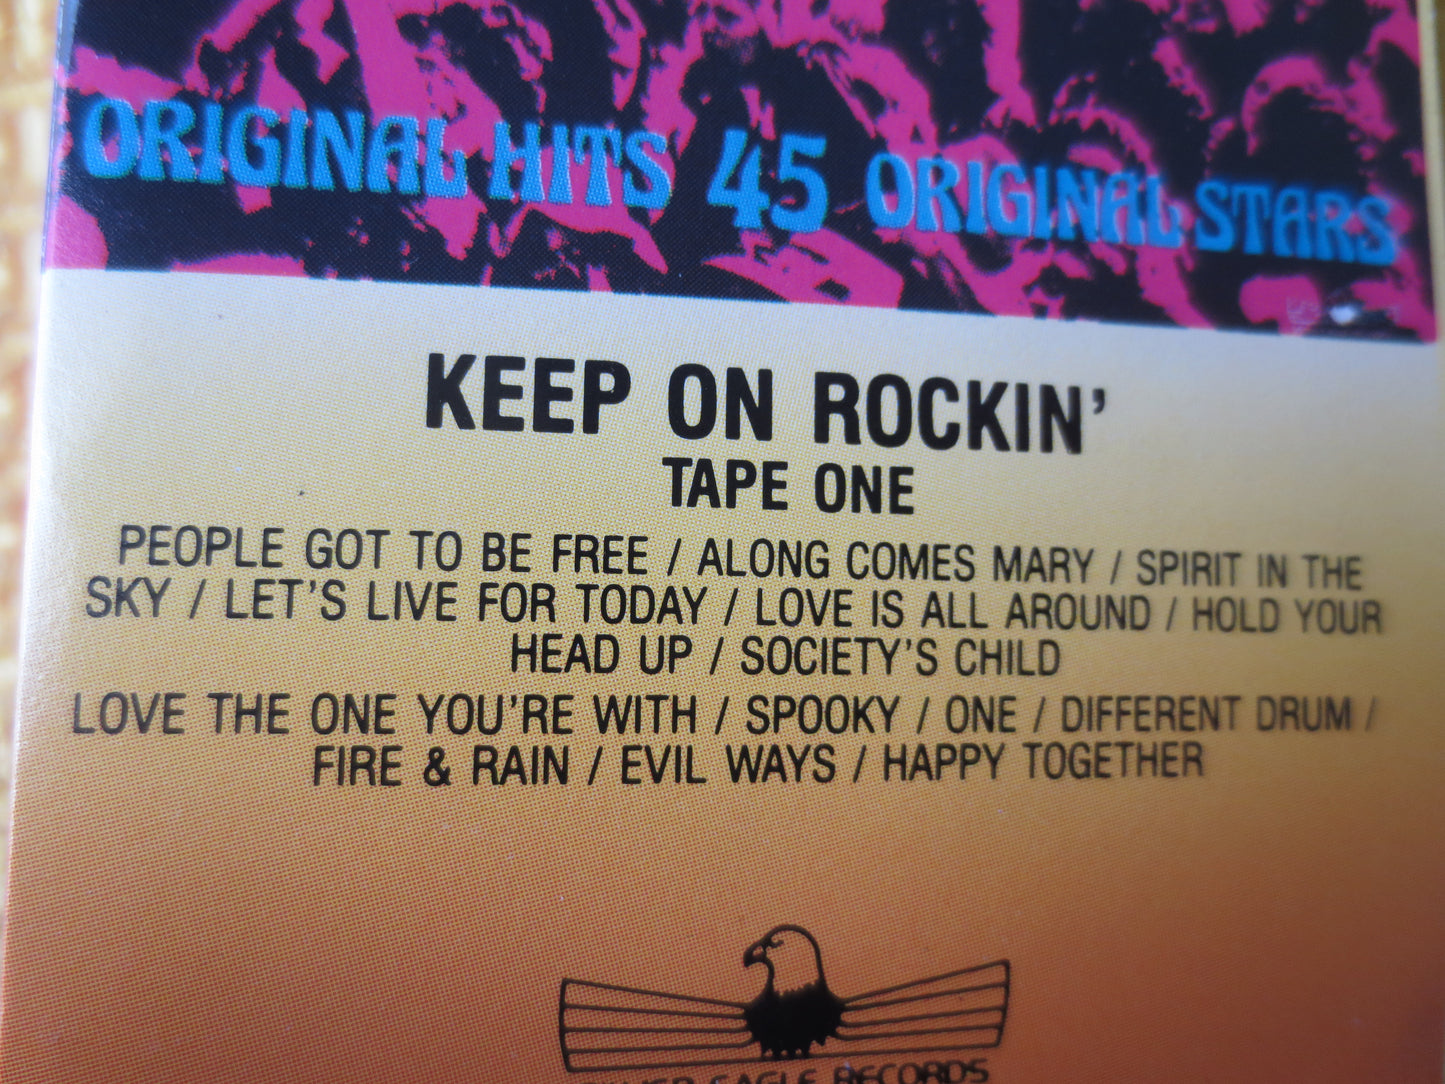 ORIGINAL HITS 45 ORIGINAL STARS
KEEP ON ROCKIN'
TAPE ONE
PEOPLE GOT TO BE FREE / ALONG COMES MARY / SPIRIT IN THE
SKY / LET'S LIVE FOR TODAY / LOVE IS ALL AROUND / HOLD YOUR
HEAD UP / SOCIETY'S CHILD
LOVE THE ONE YOU'RE WITH / SPOOKY / ONE / DIFFERENT DRUM /
FIRE & RAIN / EVIL WAYS / HAPPY TOGETHER
EAGLE RECORDS